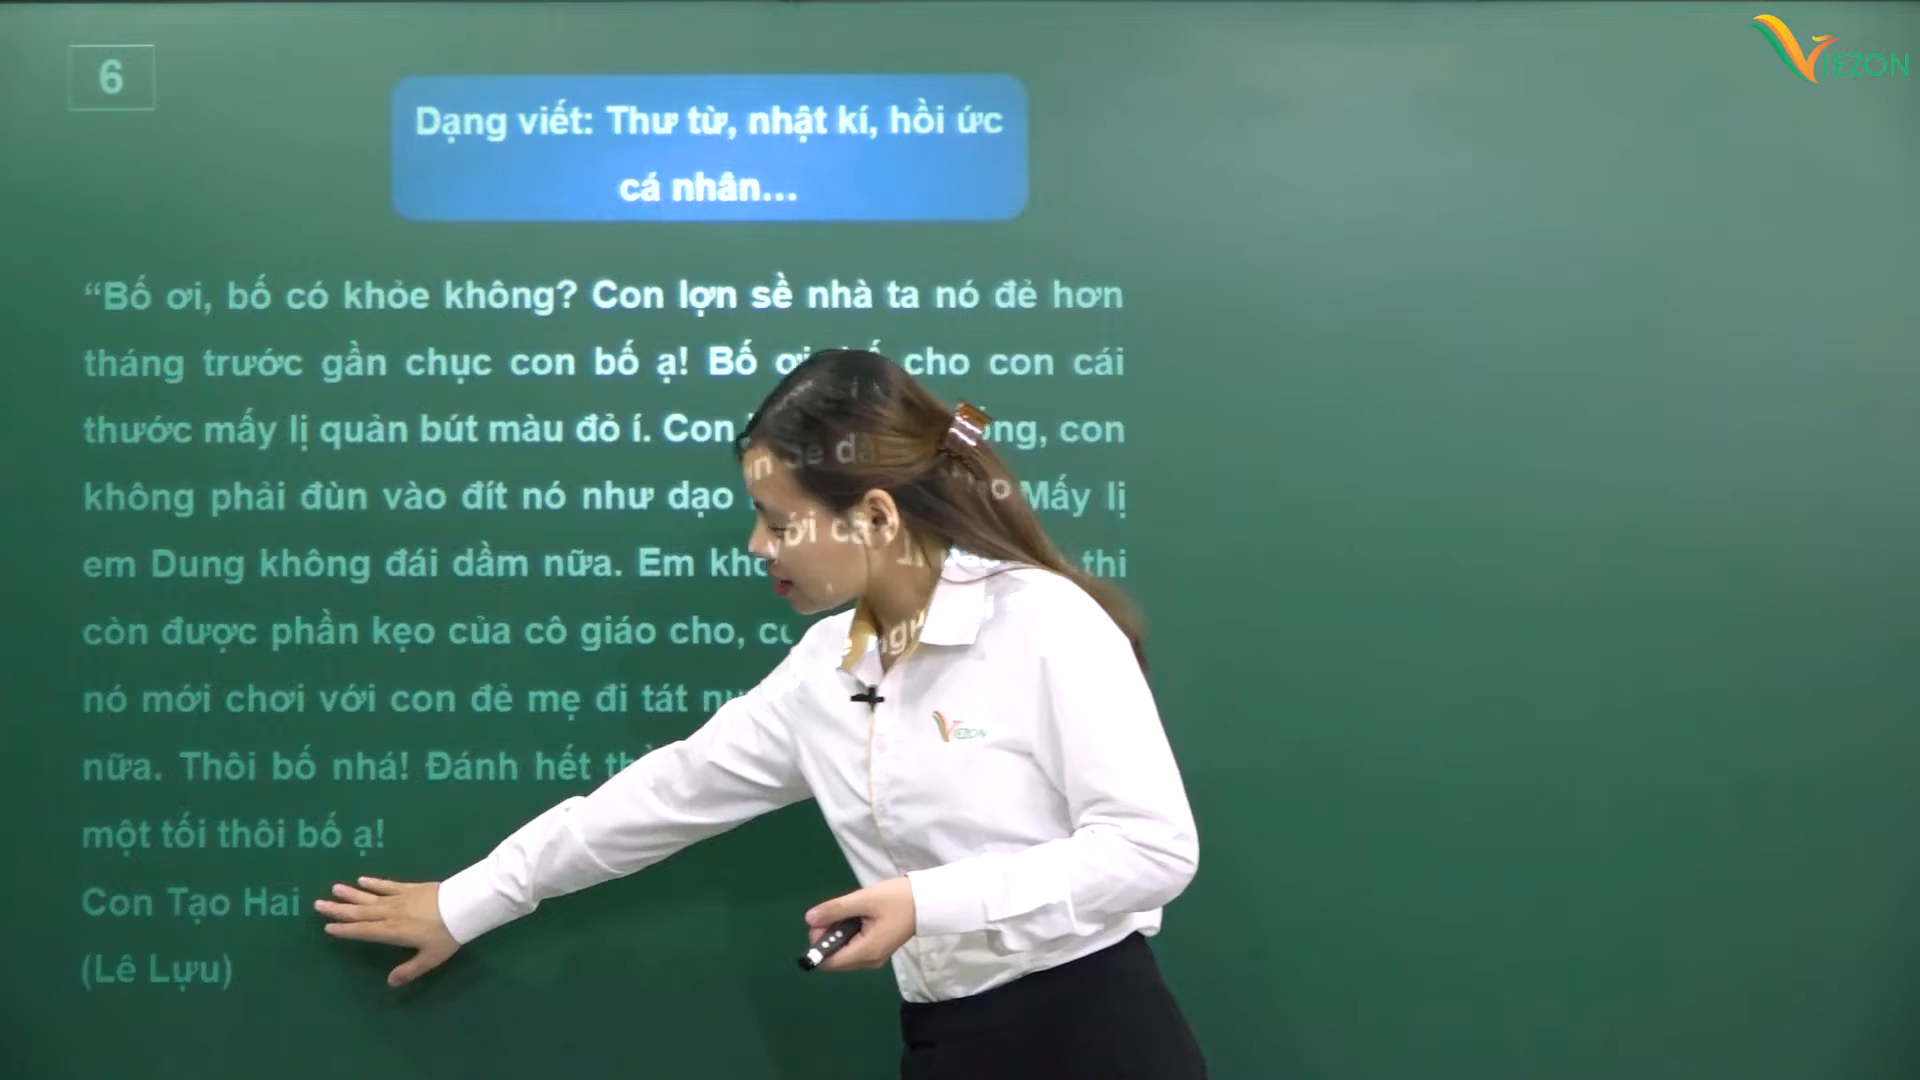 6
VIEZON
Dạng viết: Thư từ, nhật kí, hồi ức
cá nhân...
“Bố ơi, bố có khỏe không? Con lợn sề nhà ta nó đẻ hơn
tháng trước gần chục con bố ạ! Bố ơi cho con cái
thước mấy lị quản bút màu đỏ í. Con con
không phải đùn vào đít nó như dạo Mấy lị
em Dung không đái dầm nữa. Em thi
còn được phần kẹo của cô giáo cho,
nó mới chơi với con đẻ mẹ đi tát
nữa. Thôi bố nhá! Đánh hết
một tối thôi bố ạ!
Con Tạo Hai
(Lê Lựu)
VIEZON